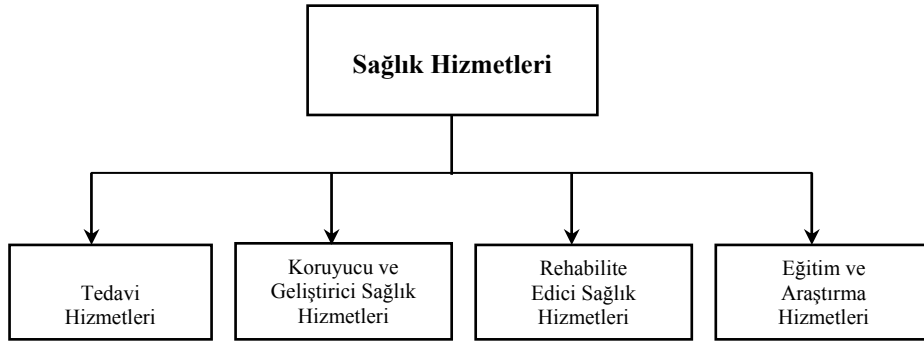 Sağlık Hizmetleri
Tedavi
Hizmetleri
Koruyucu ve
Geliştirici Sağlık
Hizmetleri
Rehabilite
Edici Sağlık
Hizmetleri
Eğitim ve
Araştırma
Hizmetleri